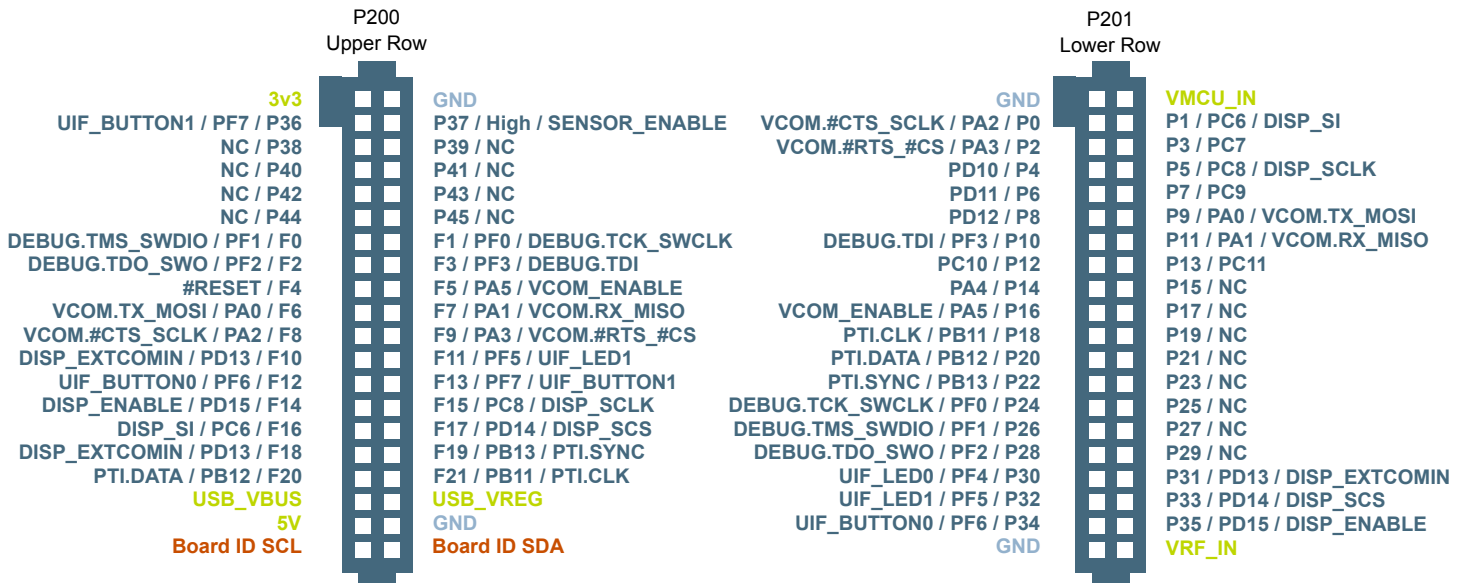 P200
Upper Row
3v3
GND
UIF_BUTTON1 / PF7 / P36
P37 / High / SENSOR_ENABLE
NC / P38
P39 / NC
NC / P40
P41 / NC
NC / P42
P43 / NC
NC / P44
P45 / NC
DEBUG.TMS_SWDIO / PF1 / F0
F1 / PF0 / DEBUG.TCK_SWCLK
DEBUG.TDO_SWO / PF2 / F2
F3 / PF3 / DEBUG.TDI
#RESET / F4
F5 / PA5 / VCOM_ENABLE
VCOM.TX_MOSI / PA0 / F6
F7 / PA1 / VCOM.RX_MISO
VCOM.#CTS_SCLK / PA2 / F8
F9 / PA3 / VCOM.#RTS_#CS
DISP_EXTCOMIN / PD13 / F10
F11 / PF5 / UIF_LED1
UIF_BUTTON0 / PF6 / F12
F13 / PF7 / UIF_BUTTON1
DISP_ENABLE / PD15 / F14
F15 / PC8 / DISP_SCLK
DISP_SI / PC6 / F16
F17 / PD14 / DISP_SCS
DISP_EXTCOMIN / PD13 / F18
F19 / PB13 / PTI.SYNC
PTI.DATA / PB12 / F20
F21 / PB11 / PTI.CLK
USB_VBUS
USB_VREG
5V
GND
Board ID SCL
Board ID SDA
P201
Lower Row
GND
VMCU_IN
VCOM.#CTS_SCLK / PA2 / P0
P1 / PC6 / DISP_SI
VCOM.#RTS_#CS / PA3 / P2
P3 / PC7
PD10 / P4
P5 / PC8 / DISP_SCLK
PD11 / P6
P7 / PC9
PD12 / P8
P9 / PA0 / VCOM.TX_MOSI
DEBUG.TDI / PF3 / P10
P11 / PA1 / VCOM.RX_MISO
PC10 / P12
P13 / PC11
PA4 / P14
P15 / NC
VCOM_ENABLE / PA5 / P16
P17 / NC
PTI.CLK / PB11 / P18
P19 / NC
PTI.DATA / PB12 / P20
P21 / NC
PTI.SYNC / PB13 / P22
P23 / NC
DEBUG.TCK_SWCLK / PF0 / P24
P25 / NC
DEBUG.TMS_SWDIO / PF1 / P26
P27 / NC
DEBUG.TDO_SWO / PF2 / P28
P29 / NC
UIF_LED0 / PF4 / P30
P31 / PD13 / DISP_EXTCOMIN
UIF_LED1 / PF5 / P32
P33 / PD14 / DISP_SCS
UIF_BUTTON0 / PF6 / P34
P35 / PD15 / DISP_ENABLE
GND
VRF_IN